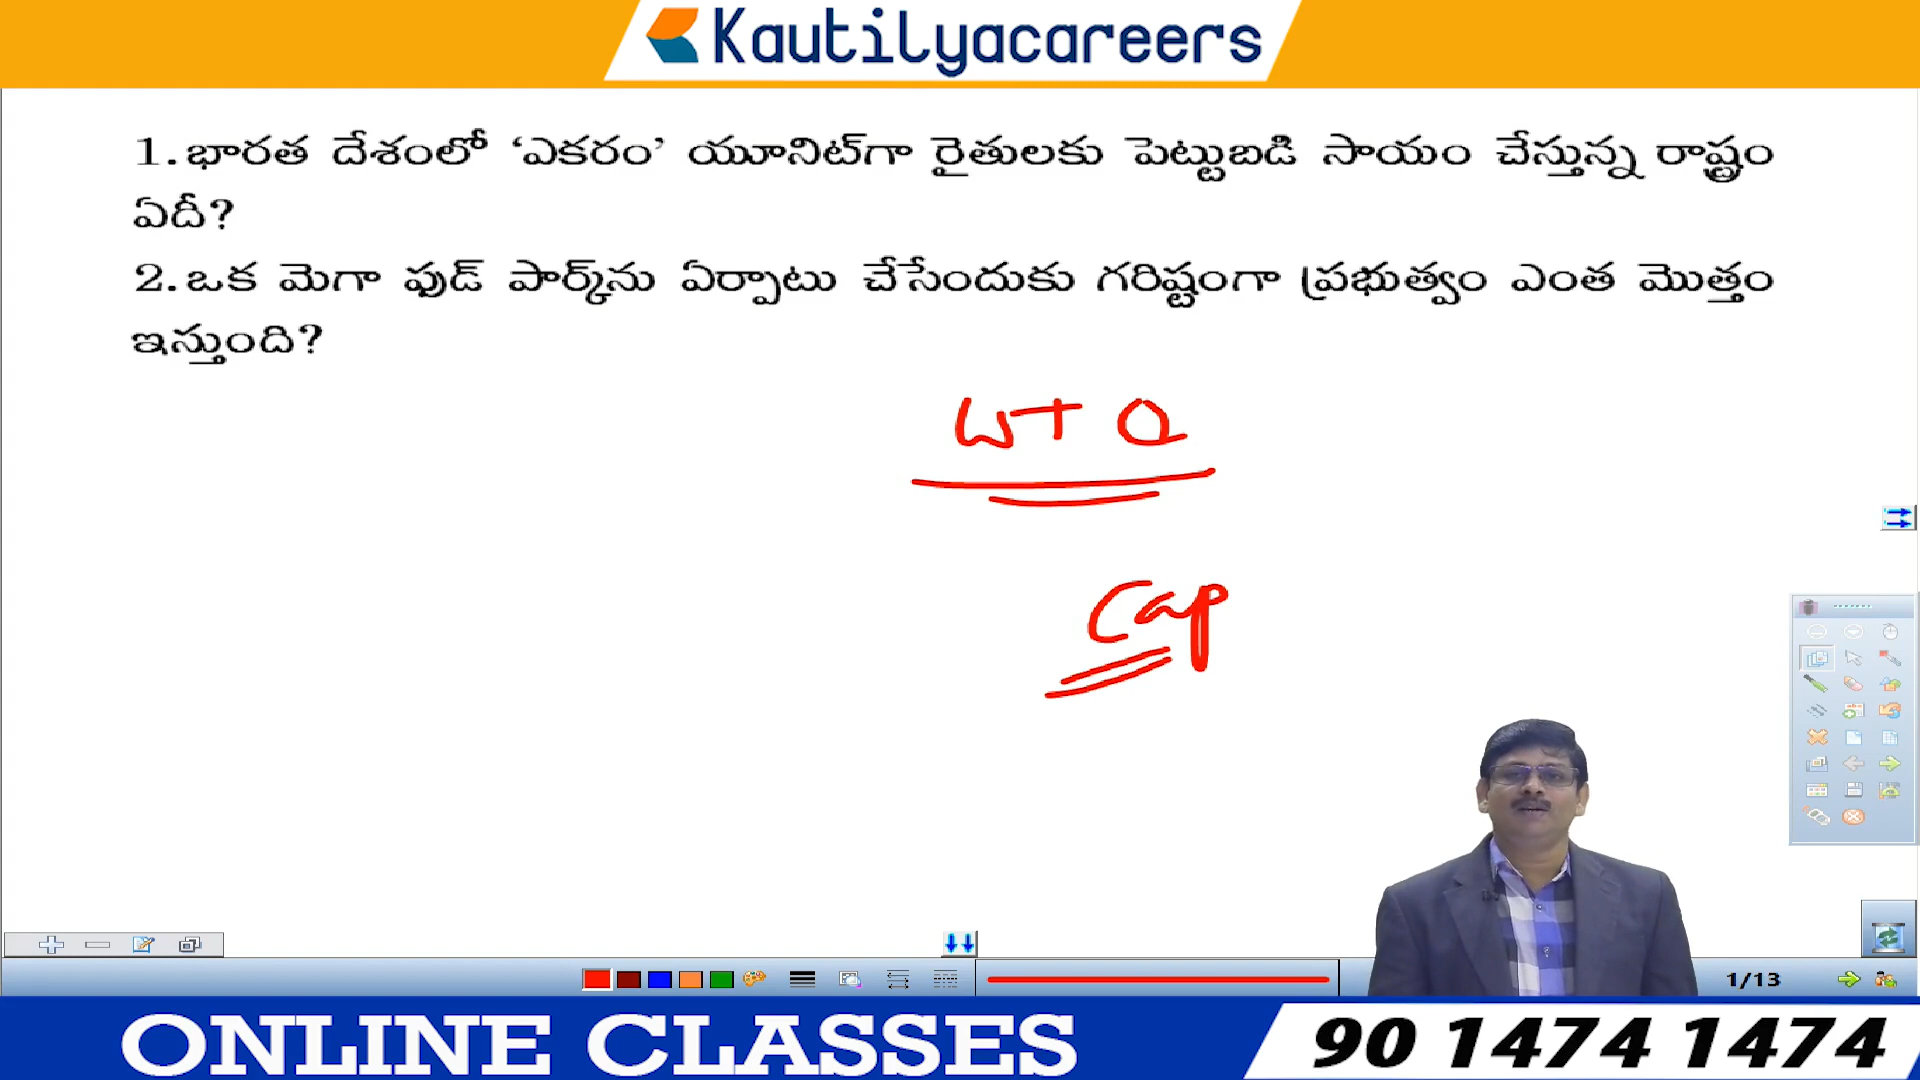 Kautilyacareers
1.భారత దేశంలో ‘ఎకరం’ యూనిట్‌గా రైతులకు పెట్టుబడి సాయం చేస్తున్న రాష్ట్రం
ఏదీ?
2.ఒక మెగా ఫుడ్ పార్క్‌ను ఏర్పాటు చేసేందుకు గరిష్టంగా ప్రభుత్వం ఎంత మొత్తం
ఇస్తుంది?
WTO
Cap
1/13
ONLINE CLASSES
90 1474 1474